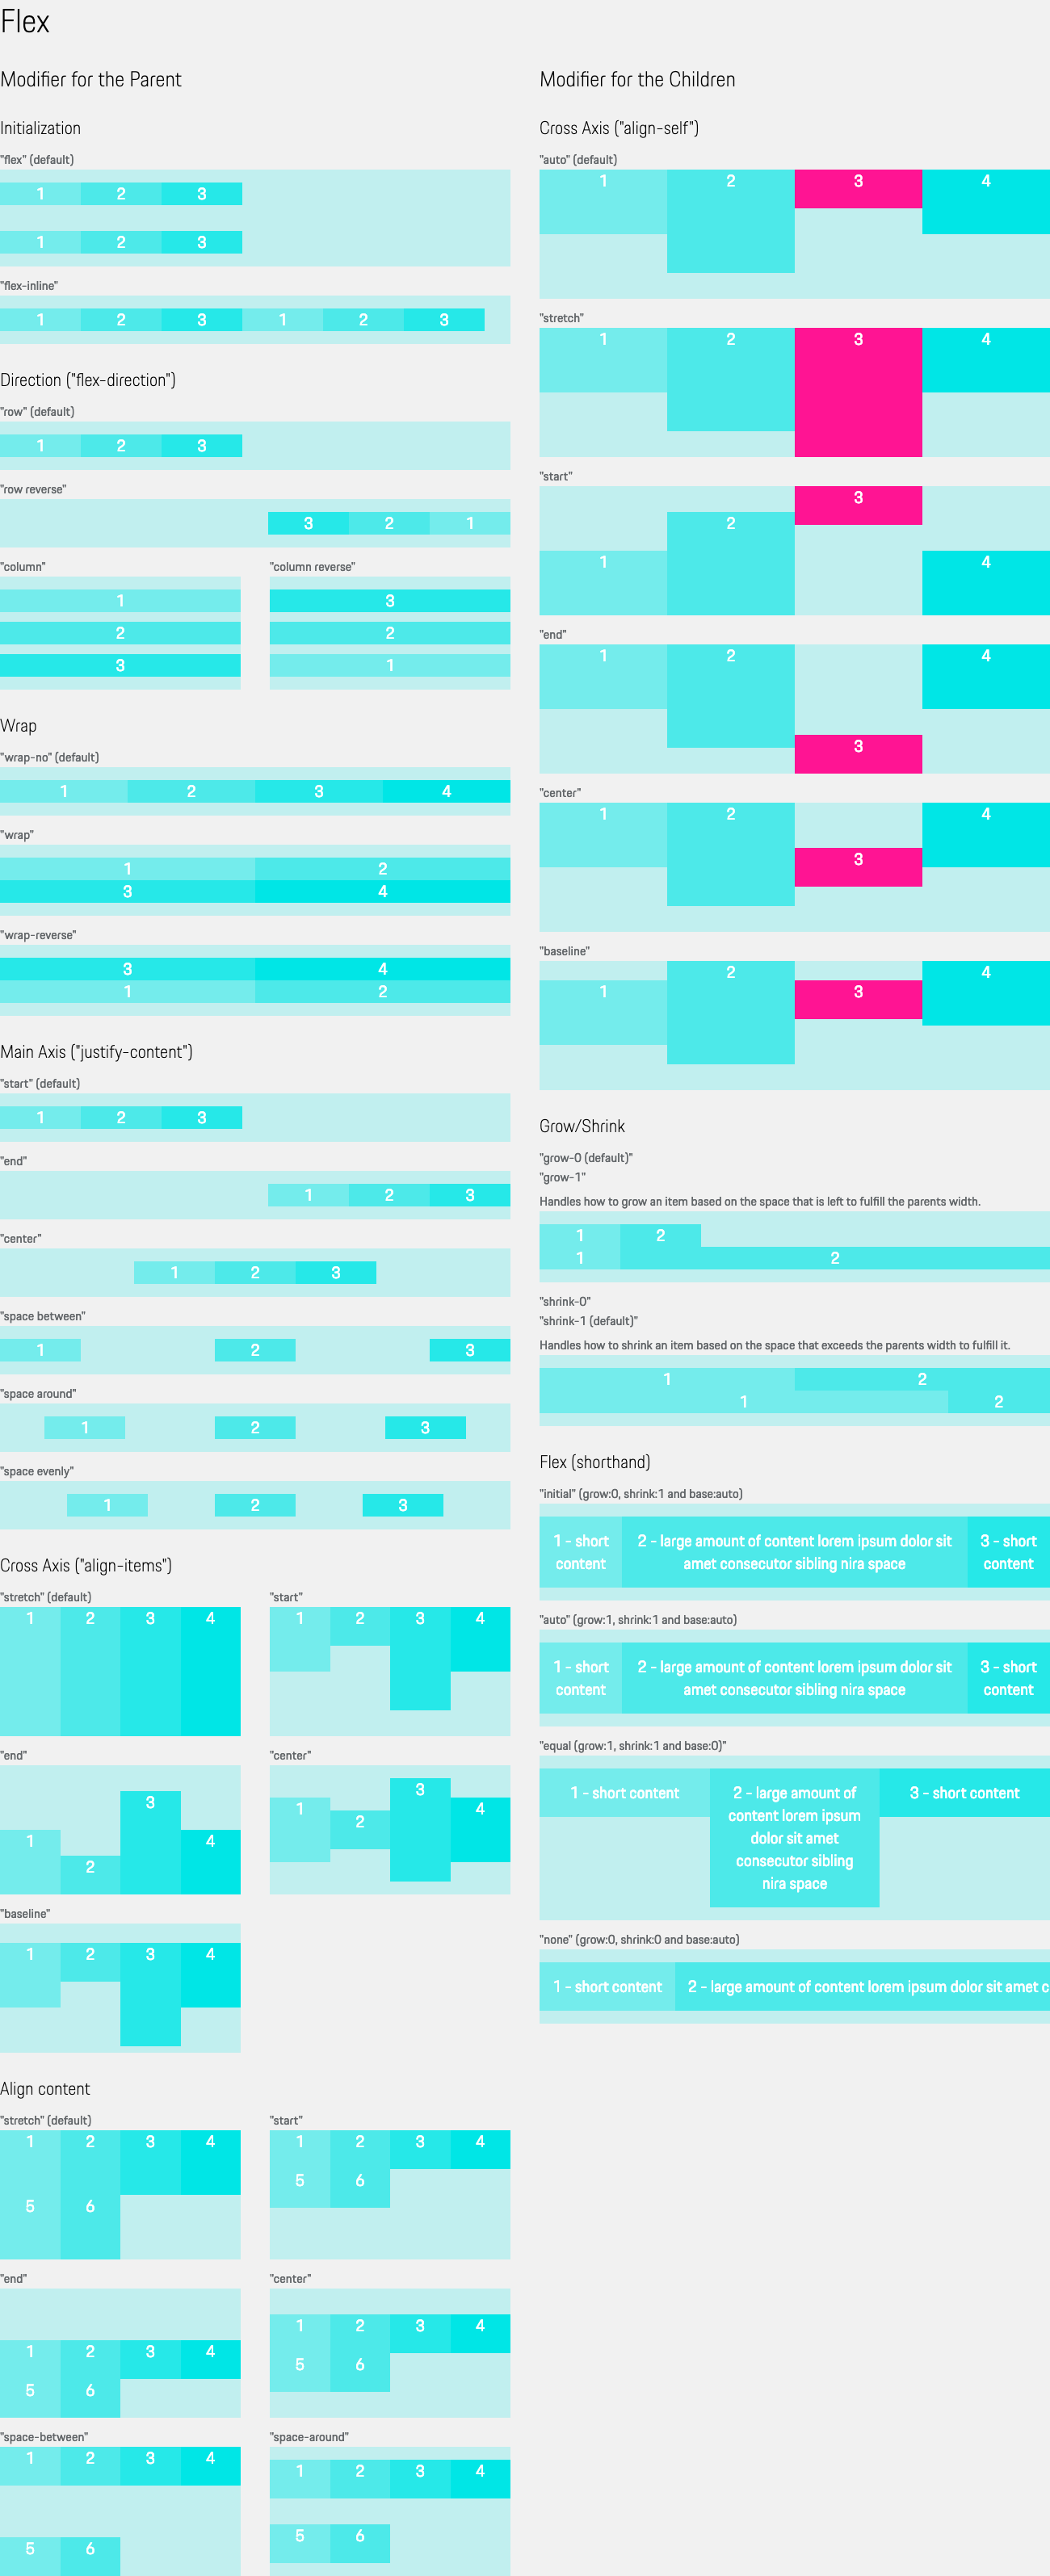 Flex
Modifier for the Parent
Initialization
"flex" (default)
1 2 3
1 2 3
"flex-inline"
1 2 3 1 2 3
Direction ("flex-direction")
"row" (default)
1 2 3
"row reverse"
3 2 1
"column"
1
2
3
"column reverse"
3
2
1
Wrap
"wrap-no" (default)
1 2 3 4
"wrap"
1 2
3 4
"wrap-reverse"
3 4
1 2
Main Axis ("justify-content")
"start" (default)
1 2 3
"end"
1 2 3
"center"
1 2 3
"space between"
1 2 3
"space around"
1 2 3
"space evenly"
1 2 3
Cross Axis ("align-items")
"stretch" (default)
1 2 3 4
"start"
1 2 3 4
"end"
1 2 3 4
"center"
1 2 3 4
"baseline"
1 2 3 4
Align content
"stretch" (default)
1 2 3 4
5 6
"start"
1 2 3 4
5 6
"end"
1 2 3 4
5 6
"center"
1 2 3 4
5 6
"space-between"
1 2 3 4
5 6
"space-around"
1 2 3 4
5 6
Modifier for the Children
Cross Axis ("align-self")
"auto" (default)
1 2 3 4
"stretch"
1 2 3 4
"start"
1 2 3 4
"end"
1 2 3 4
"center"
1 2 3 4
"baseline"
1 2 3 4
Grow/Shrink
"grow-0 (default)"
"grow-1"
Handles how to grow an item based on the space that is left to fulfill the parents width.
1 2
1 2
"shrink-0"
"shrink-1 (default)"
Handles how to shrink an item based on the space that exceeds the parents width to fulfill it.
1 2
1 2
Flex (shorthand)
"initial" (grow:0, shrink:1 and base:auto)
1 - short
content
2 - large amount of content lorem ipsum dolor sit
amet consecutor sibling nira space
3 - short
content
"auto" (grow:1, shrink:1 and base:auto)
1 - short
content
2 - large amount of content lorem ipsum dolor sit
amet consecutor sibling nira space
3 - short
content
"equal (grow:1, shrink:1 and base:0)"
1 - short content
2 - large amount of
content lorem ipsum
dolor sit amet
consecutor sibling
nira space
3 - short content
"none" (grow:0, shrink:0 and base:auto)
1 - short content
2 - large amount of content lorem ipsum dolor sit amet c